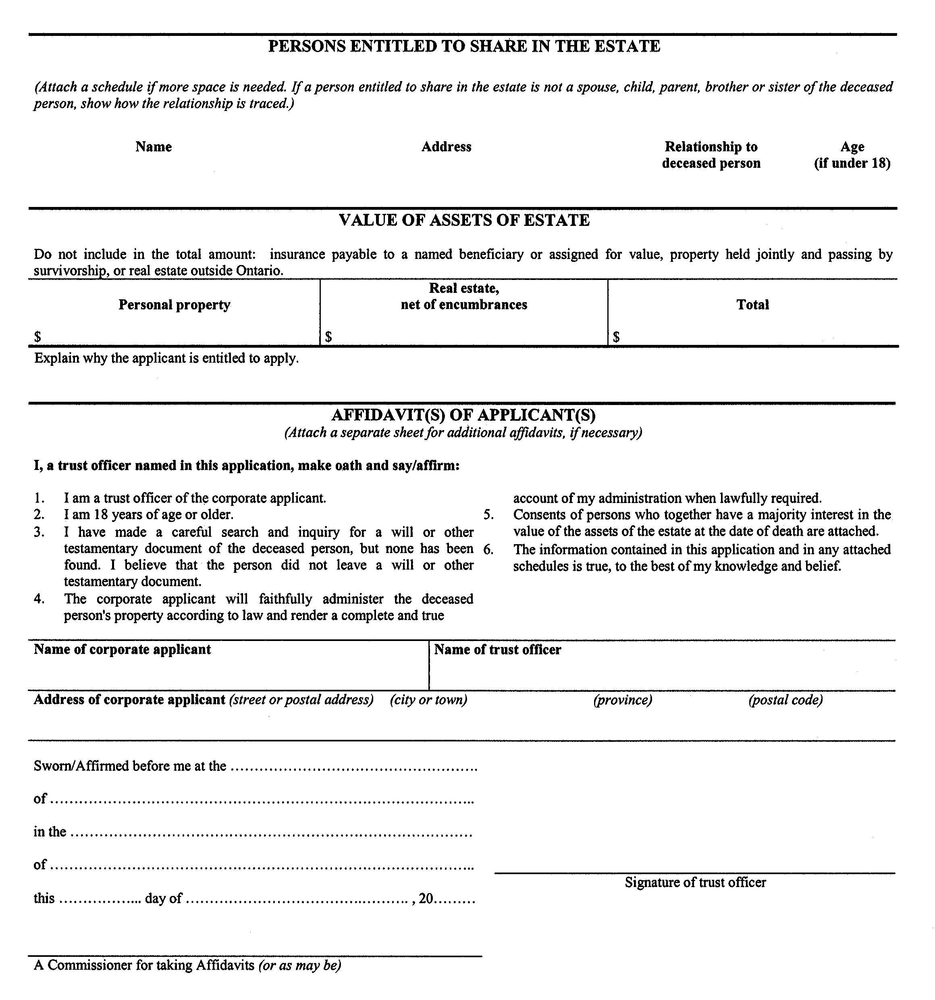 PERSONS ENTITLED TO SHARE IN THE ESTATE
(Attach a schedule if more space is needed. If a person entitled to share in the estate is not a spouse, child, parent, brother or sister of the deceased
person, show how the relationship is traced.)
Name Address Relationship to Age
deceased person (if under 18)
VALUE OF ASSETS OF ESTATE
Do not include in the total amount: insurance payable to a named beneficiary or assigned for value, property held jointly and passing by
survivorship, or real estate outside Ontario.
Personal property
$
Real estate,
net of encumbrances
$
Total
$
Explain why the applicant is entitled to apply.
AFFIDAVIT(S) OF APPLICANT(S)
(Attach a separate sheet for additional affidavits, if necessary)
I, a trust officer named in this application, make oath and say/affirm:
1. I am a trust officer of the corporate applicant.
2. I am 18 years of age or older.
3. I have made a careful search and inquiry for a will or other
testamentary document of the deceased person, but none has been
found. I believe that the person did not leave a will or other
testamentary document.
4. The corporate applicant will faithfully administer the deceased
person's property according to law and render a complete and true
account of my administration when lawfully required.
5. Consents of persons who together have a majority interest in the
value of the assets of the estate at the date of death are attached.
6. The information contained in this application and in any attached
schedules is true, to the best of my knowledge and belief.
Name of corporate applicant
Name of trust officer
Address of corporate applicant (street or postal address) (city or town) (province) (postal code)
Sworn/Affirmed before me at the ....................................................
of ........................................................................................
in the ...................................................................................
of ........................................................................................
this ................. day of .............................................. , 20.........
Signature of trust officer
A Commissioner for taking Affidavits (or as may be)